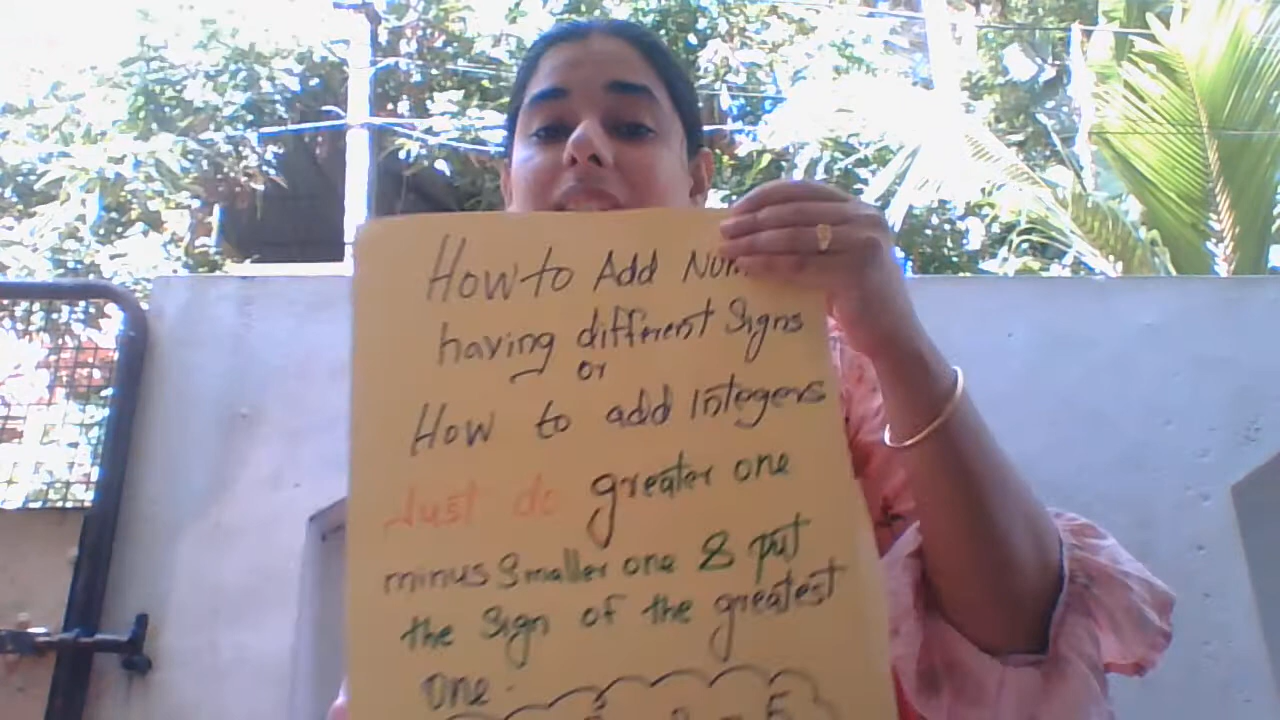 How to Add
having different Signs
or
How to add Integers
Just do greater one
minus Smaller one & put
the Sign of the greatest
One.